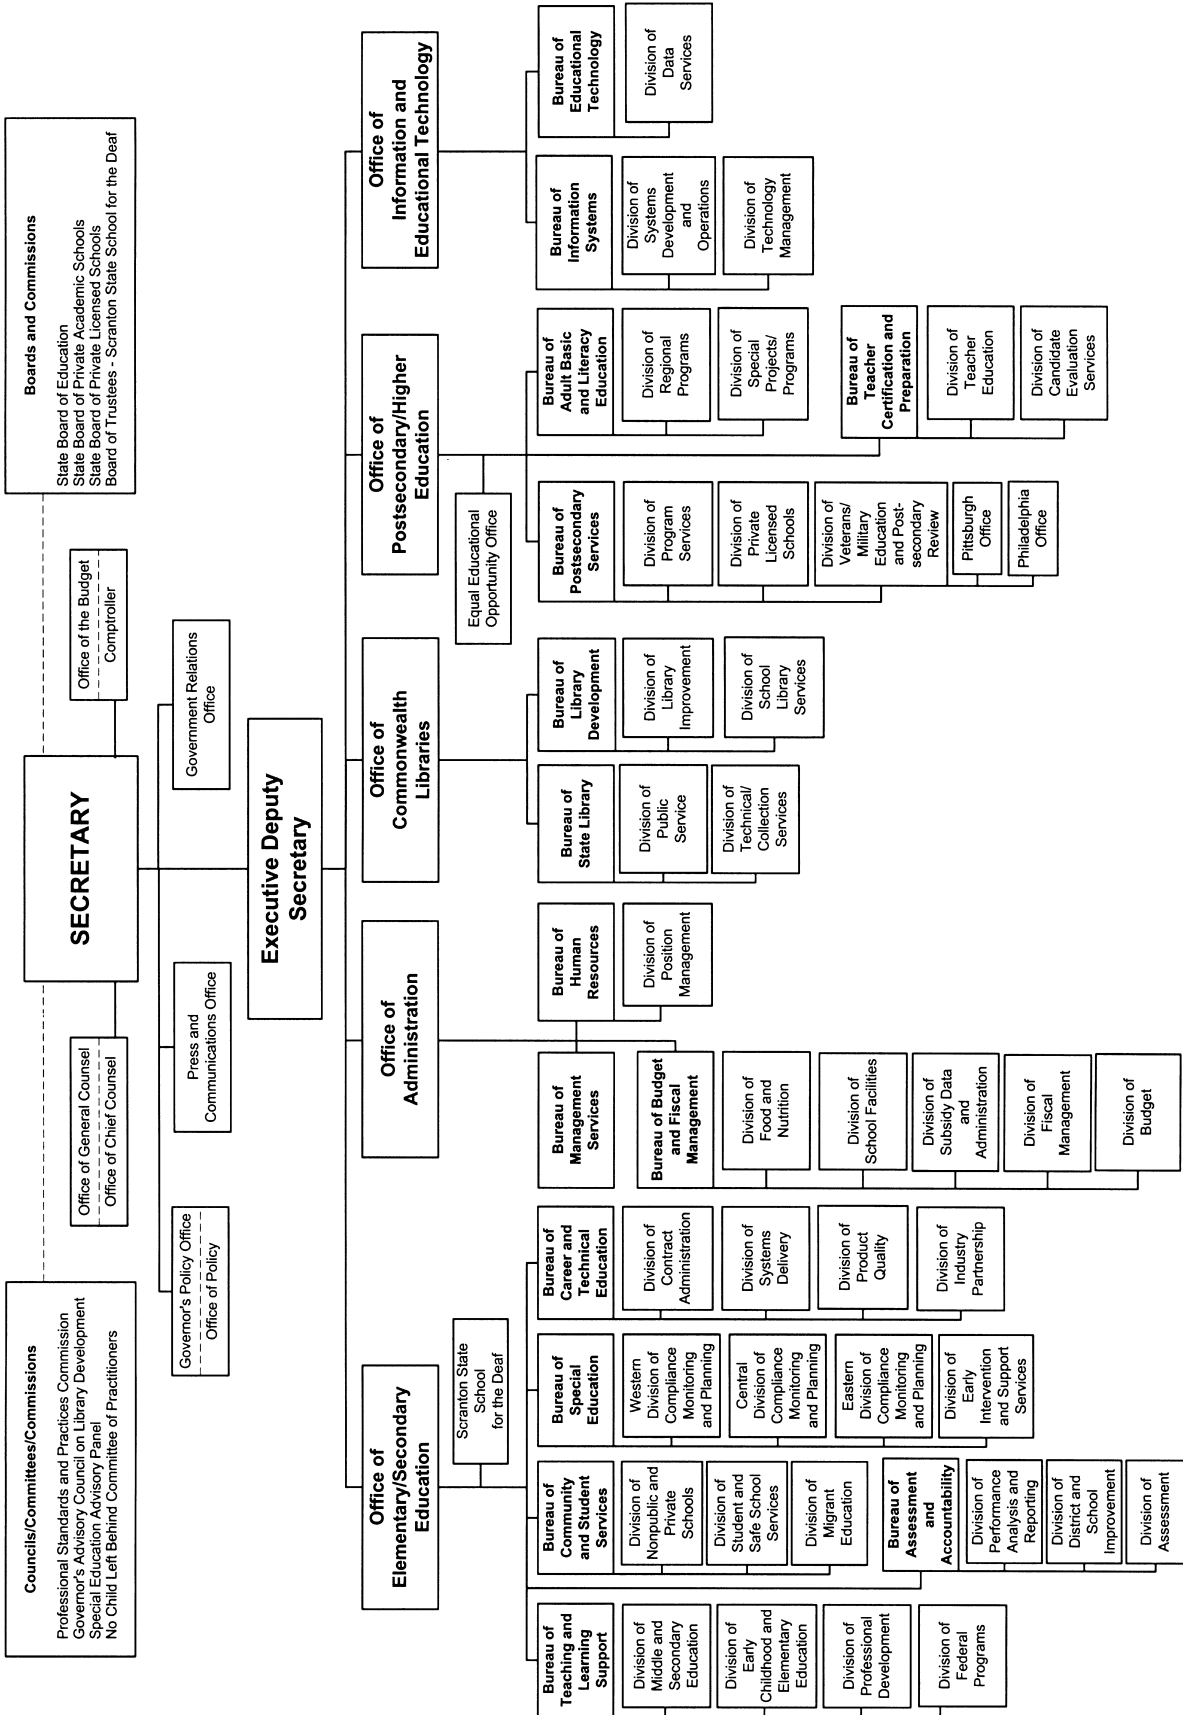 Councils/Committees/Commissions
Professional Standards and Practices Commission
Governor's Advisory Council on Library Development
Special Education Advisory Panel
No Child Left Behind Committee of Practitioners
SECRETARY
Boards and Commissions
State Board of Education
State Board of Private Academic Schools
State Board of Private Licensed Schools
Board of Trustees - Scranton State School for the Deaf
Office of General Counsel
Office of Chief Counsel
Office of the Budget
Comptroller
Governor's Policy Office
Office of Policy
Press and
Communications Office
Government Relations
Office
Executive Deputy
Secretary
Office of
Elementary/Secondary
Education
Office of
Administration
Office of
Commonwealth
Libraries
Office of
Postsecondary/Higher
Education
Office of
Information and
Educational Technology
Scranton State
School
for the Deaf
Equal Educational
Opportunity Office
Bureau of
Teaching and
Learning
Support
Division of
Middle and
Secondary
Education
Division of
Early
Childhood and
Elementary
Education
Division of
Professional
Development
Division of
Federal
Programs
Bureau of
Community
and Student
Services
Division of
Nonpublic and
Private
Schools
Division of
Student and
Safe School
Services
Division of
Migrant
Education
Bureau of
Assessment
and
Accountability
Division of
Performance
Analysis and
Reporting
Division of
District and
School
Improvement
Division of
Assessment
Bureau of
Special
Education
Western
Division of
Compliance
Monitoring
and Planning
Central
Division of
Compliance
Monitoring
and Planning
Eastern
Division of
Compliance
Monitoring
and Planning
Division of
Early
Intervention
and Support
Services
Bureau of
Career and
Technical
Education
Division of
Contract
Administration
Division of
Systems
Delivery
Division of
Product
Quality
Division of
Industry
Partnership
Bureau of
Management
Services
Bureau of Budget
and Fiscal
Management
Division of
Food and
Nutrition
Division of
School Facilities
Division of
Subsidy Data
and
Administration
Division of
Fiscal
Management
Division of
Budget
Bureau of
Human
Resources
Division of
Position
Management
Bureau of
State Library
Division of
Public
Service
Division of
Technical/
Collection
Services
Bureau of
Library
Development
Division of
Library
Improvement
Division of
School
Library
Services
Bureau of
Postsecondary
Services
Division of
Program
Services
Division of
Private
Licensed
Schools
Division of
Veterans/
Military
Education
and Post-
secondary
Review
Pittsburgh
Office
Philadelphia
Office
Bureau of
Adult Basic
and Literacy
Education
Division of
Regional
Programs
Division of
Special
Projects/
Programs
Bureau of
Teacher
Certification and
Preparation
Division of
Teacher
Education
Division of
Candidate
Evaluation
Services
Bureau of
Information
Systems
Division of
Systems
Development
and
Operations
Division of
Technology
Management
Bureau of
Educational
Technology
Division of
Data
Services